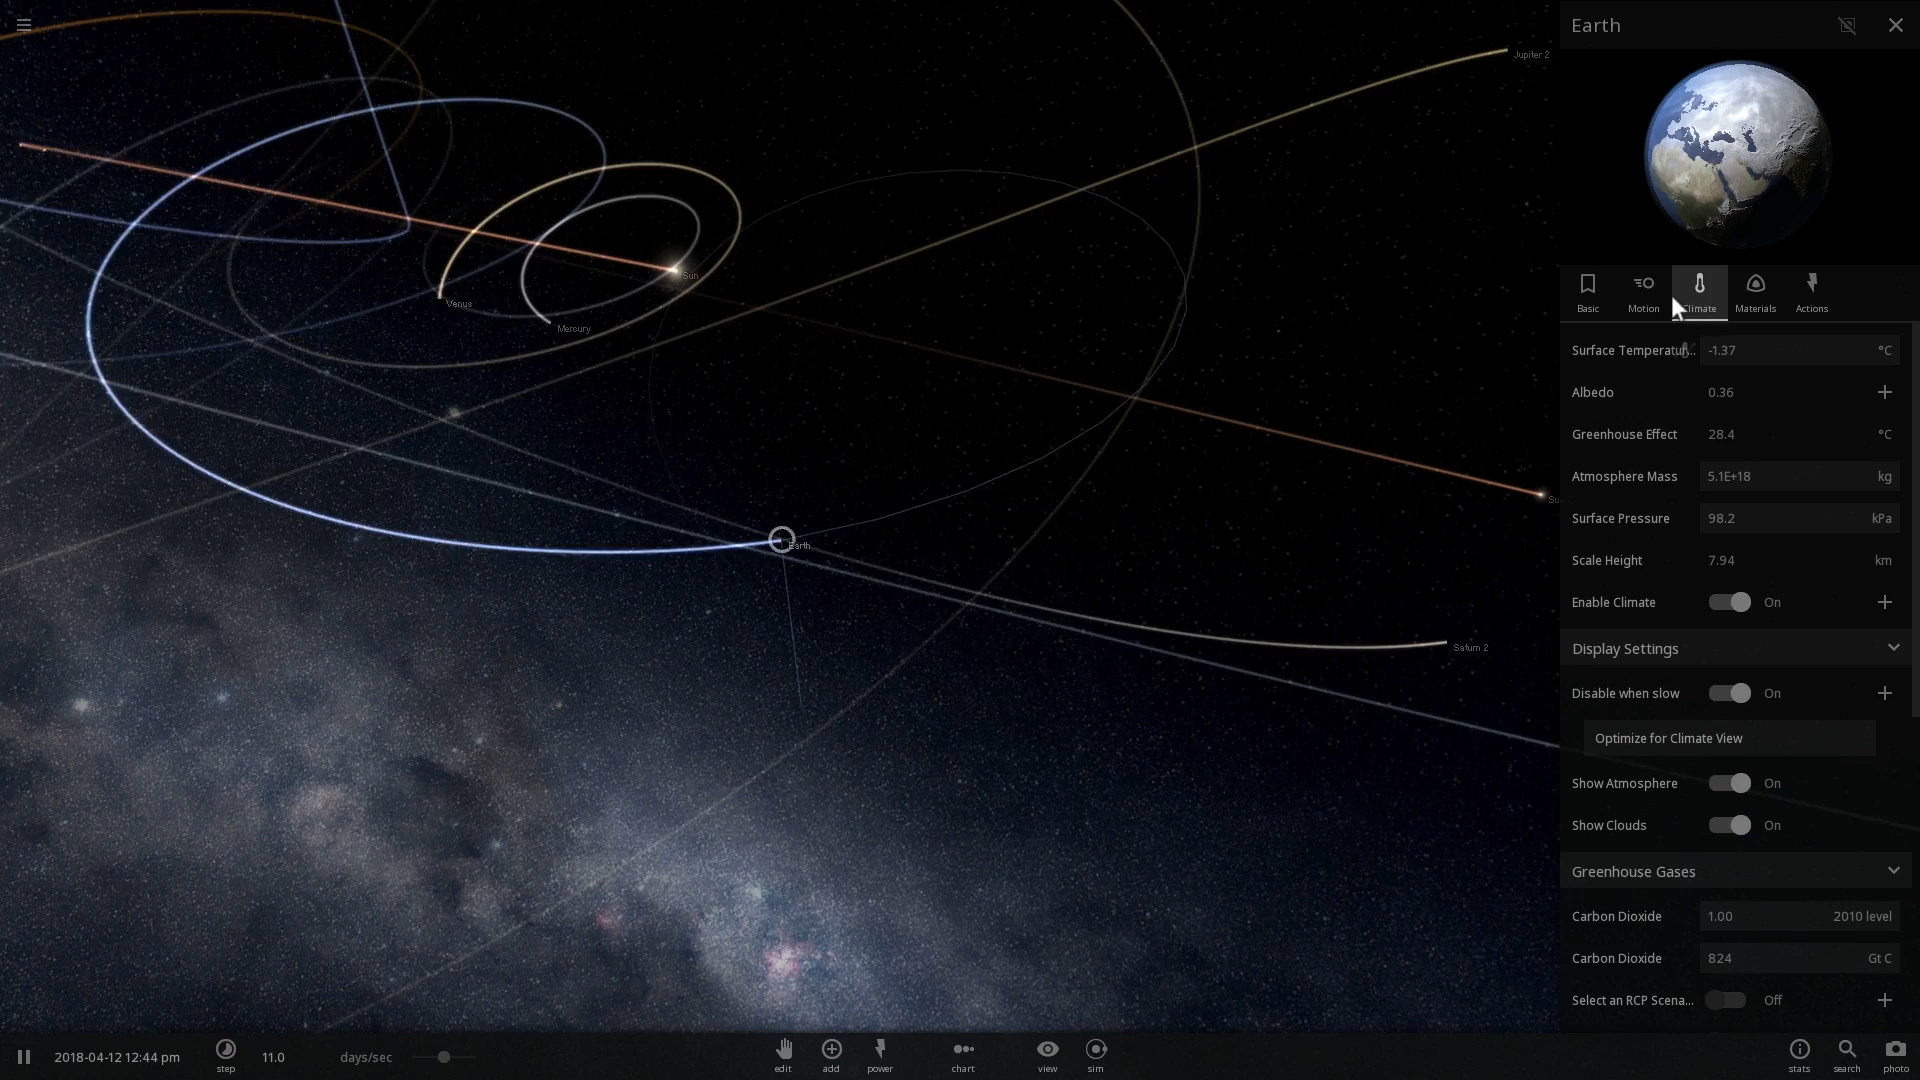 Earth
Jupiter 2
Sun
Venus
Mercury
Basic
Motion
Climate
Materials
Actions
Surface Temperatur...
-1.37
°C
Albedo
0.36
Greenhouse Effect
28.4
°C
Atmosphere Mass
5.1E+18
kg
Surface Pressure
98.2
kPa
Su
Scale Height
7.94
km
Earth
Enable Climate
On
Saturn 2
Display Settings
Disable when slow
On
Optimize for Climate View
Show Atmosphere
On
Show Clouds
On
Greenhouse Gases
Carbon Dioxide
1.00
2010 level
Carbon Dioxide
824
Gt C
Select an RCP Scena...
Off
2018-04-12 12:44 pm
step
11.0
days/sec
edit
add
power
chart
view
sim
stats
search
photo